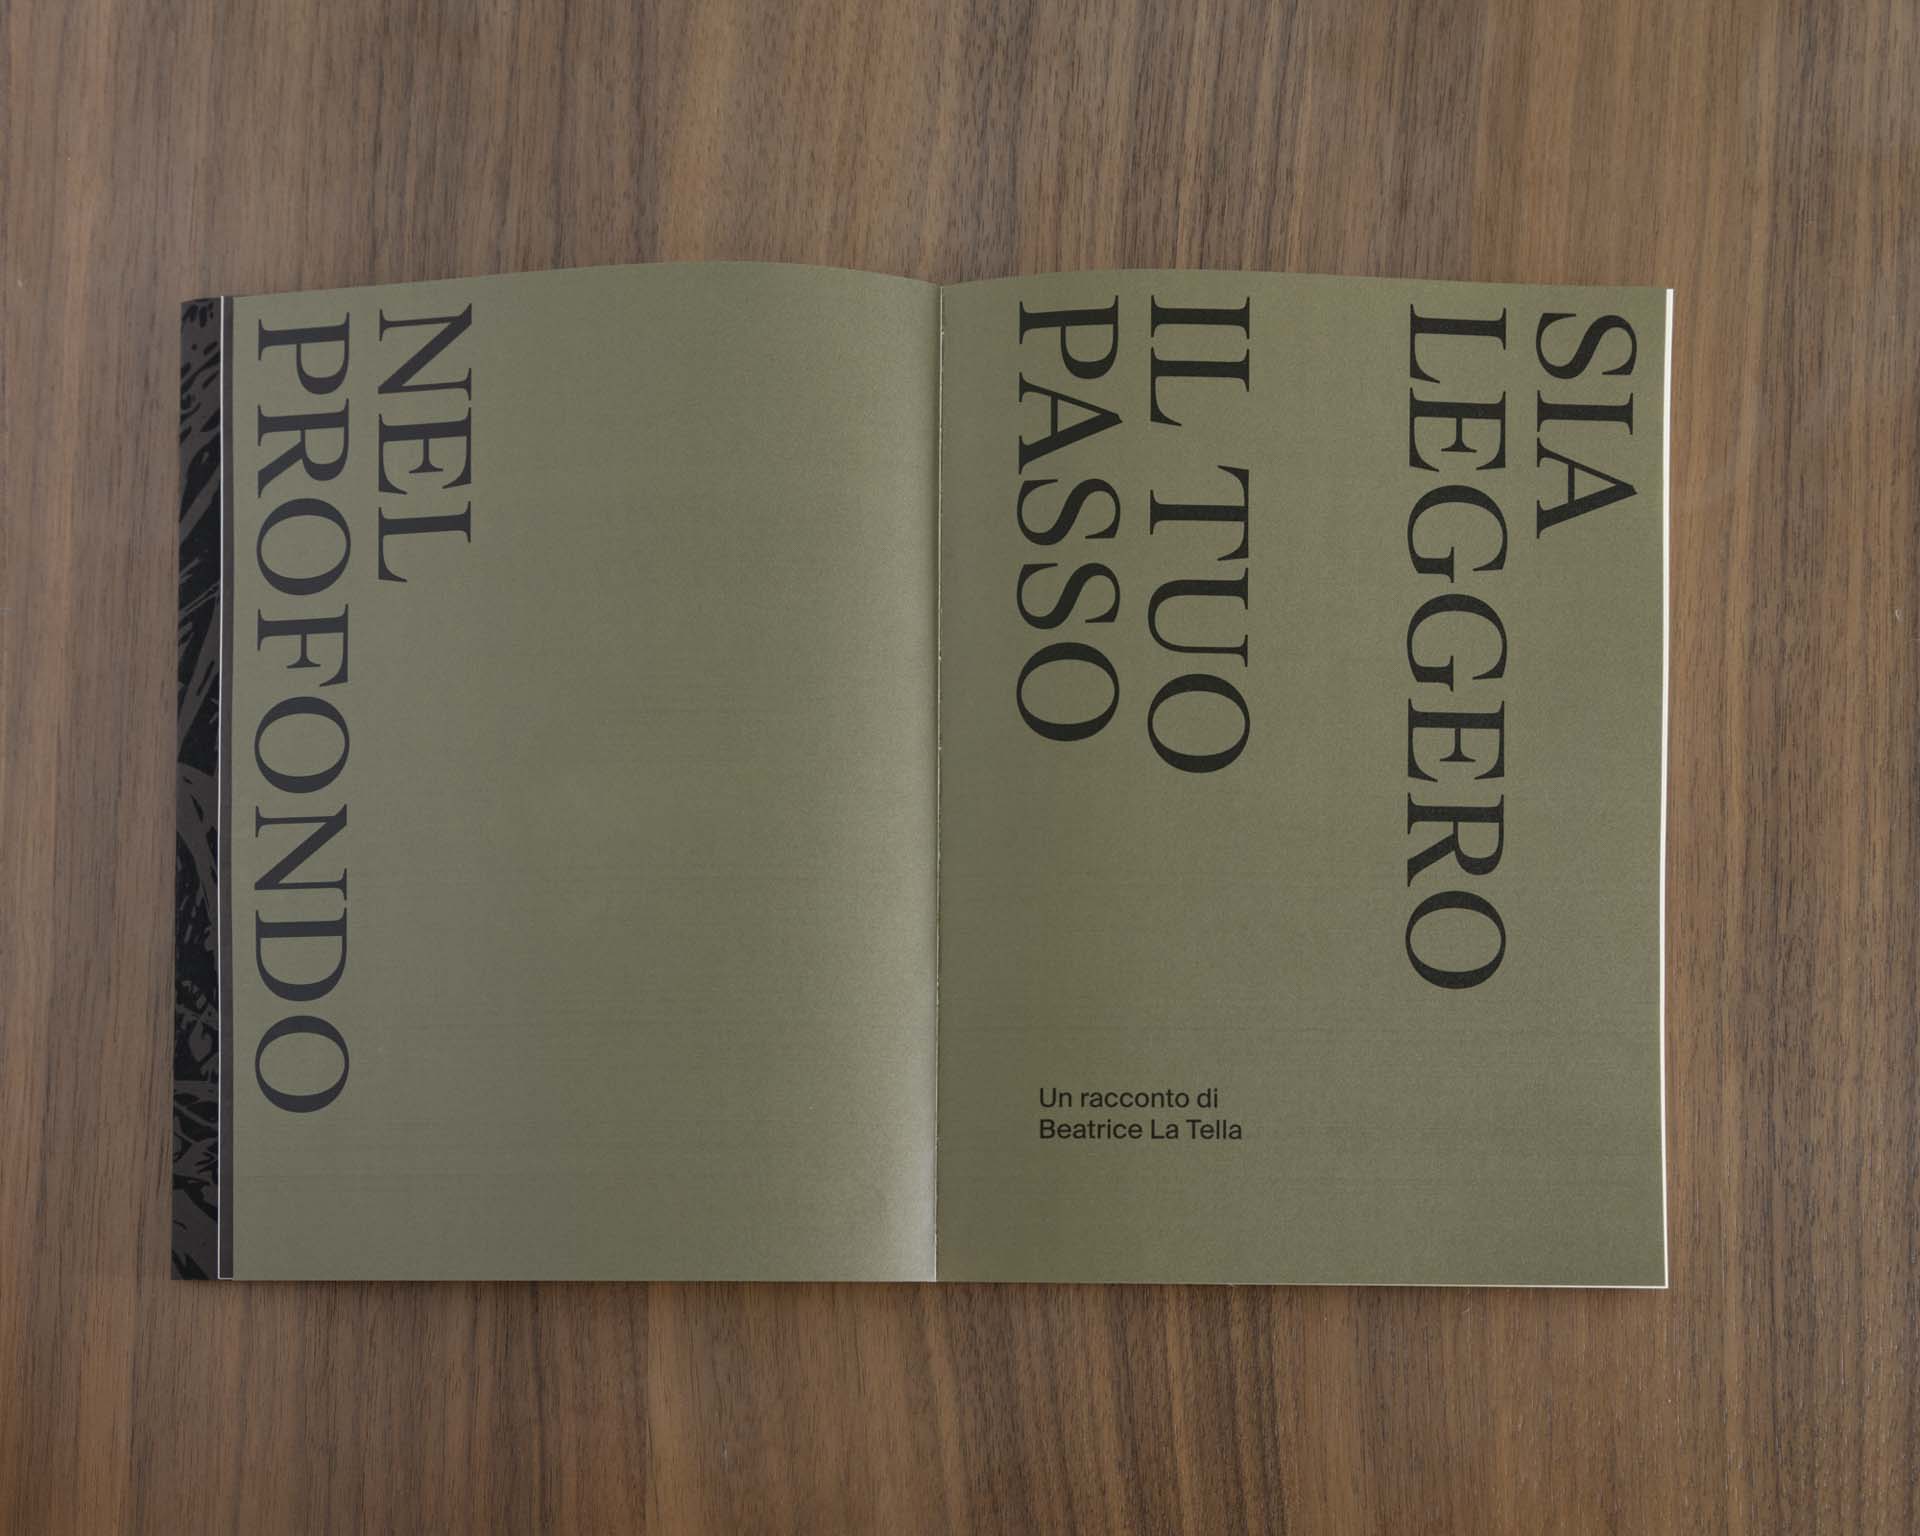 SIA
LEGGERO
IL TUO
PASSO
NEL
PROFONDO
Un racconto di
Beatrice La Tella